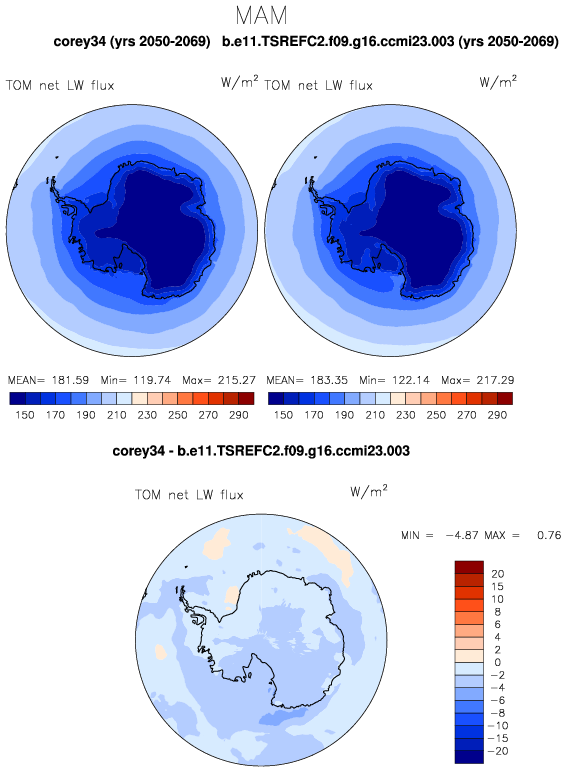 MAM
corey34 (yrs 2050-2069) b.e11.TSREFC2.f09.g16.ccmi23.003 (yrs 2050-2069)
TOM net LW flux W/m² TOM net LW flux W/m²
MEAN= 181.59 Min= 119.74 Max= 215.27 MEAN= 183.35 Min= 122.14 Max= 217.29
150 170 190 210 230 250 270 290 150 170 190 210 230 250 270 290
corey34 - b.e11.TSREFC2.f09.g16.ccmi23.003
TOM net LW flux W/m²
MIN = -4.87 MAX = 0.76
20
15
10
8
6
4
2
0
-2
-4
-6
-8
-10
-15
-20